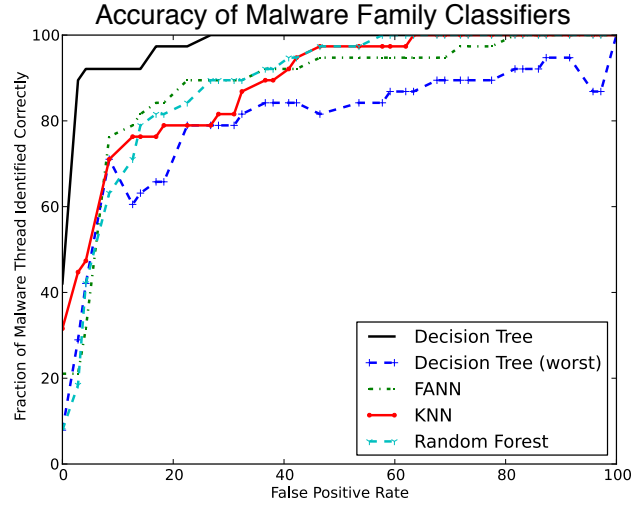 Accuracy of Malware Family Classifiers
Fraction of Malware Thread Identified Correctly
100
80
60
40
20
0
Decision Tree
Decision Tree (worst)
FANN
KNN
Random Forest
0
20
40
60
80
100
False Positive Rate